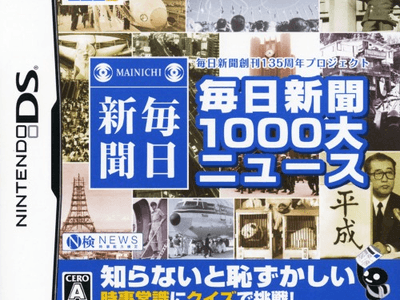 NINTENDO DS
毎日新聞創刊135周年プロジェクト
MAINICHI
毎日
新聞
毎日新聞
1000大
ニュース
平成
N検 NEWS
CERO
A
知らないと恥ずかしい
時事常識にクイズで挑戦!